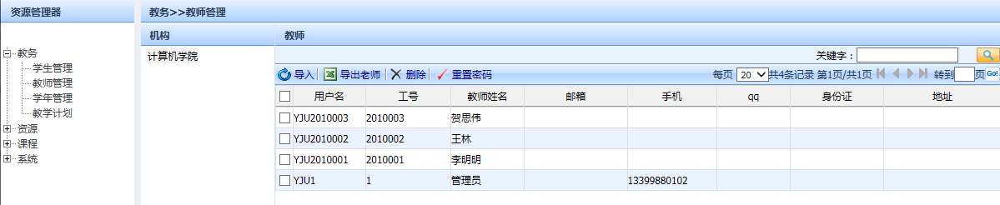 资源管理器
教务>>教师管理
教务
学生管理
教师管理
学年管理
教学计划
资源
课程
系统
机构
计算机学院
教师
关键字：
导入 导出老师 删除 重置密码 每页 20 共4条记录 第1页/共1页 转到 页 Go!
用户名 工号 教师姓名 邮箱 手机 qq 身份证 地址
YJU2010003 2010003 贺思伟
YJU2010002 2010002 王林
YJU2010001 2010001 李明明
YJU1 1 管理员 13399880102